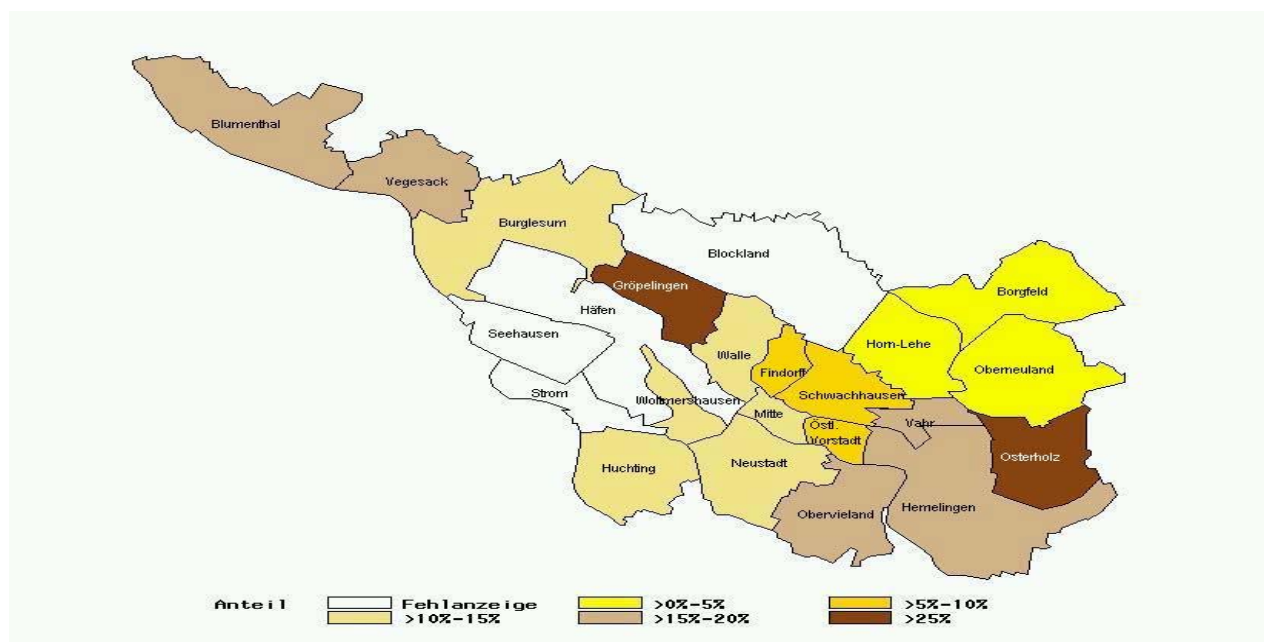 Blumenthal
Vegesack
Burglesum
Blockland
Gröpelingen
Borgfeld
Häfen
Seehausen
Horn-Lehe
Walle
Findorff
Oberneuland
Strom
Schwachhausen
Woltmershausen
Mitte
Östl.
Vorstadt
Vahr
Osterholz
Huchting
Neustadt
Obervieland
Hemelingen
Anteil Fehlanzeige >0%-5% >5%-10%
>10%-15% >15%-20% >25%